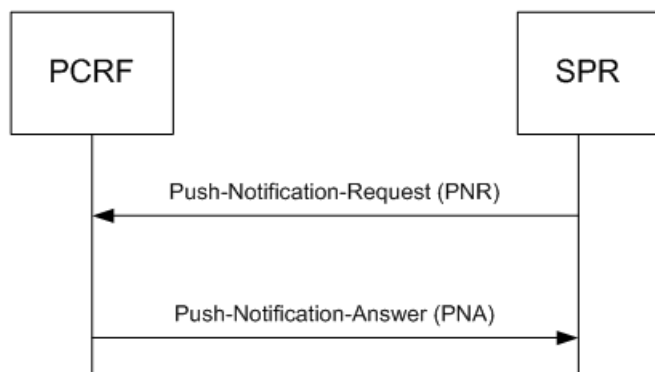 PCRF
SPR
Push-Notification-Request (PNR)
Push-Notification-Answer (PNA)